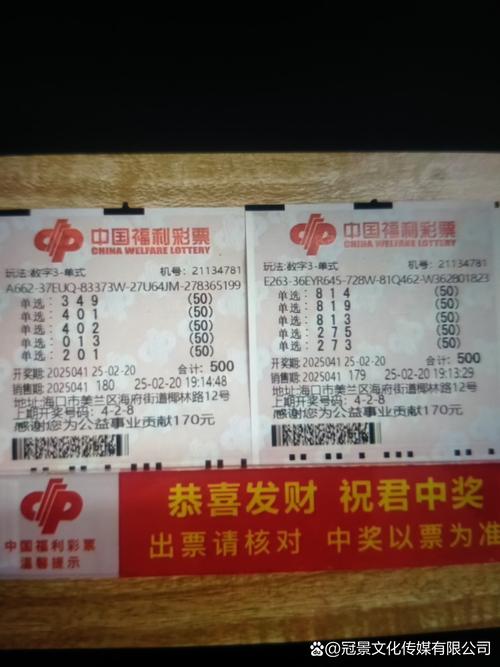 中国福利彩票
CHINA WELFARE LOTTERY
玩法:数字3-单式 机号: 21134781
A662-37EUQ-83373W-27U64JM-278365199
单选: 3 4 9 (50)
单选: 4 0 1 (50)
单选: 4 0 2 (50)
单选: 0 1 3 (50)
单选: 2 0 1 (50)
开奖期: 2025041 25-02-20 合计: 500
销售期: 2025041 180 25-02-20 19:14:48
地址:海口市美兰区海府街道椰林路12号
上期开奖号码: 4-2-8
感谢您为公益事业贡献170元
中国福利彩票
CHINA WELFARE LOTTERY
玩法:数字3-单式 机号: 21134781
E263-36EYR645-728W-81Q462-W362801823
单选: 8 1 4 (50)
单选: 8 1 9 (50)
单选: 8 1 3 (50)
单选: 2 7 5 (50)
单选: 2 7 3 (50)
开奖期: 2025041 25-02-20 合计: 500
销售期: 2025041 179 25-02-20 19:13:29
地址:海口市美兰区海府街道椰林路12号
上期开奖号码: 4-2-8
感谢您为公益事业贡献170元
中国福利彩票
温馨提示
恭喜发财 祝君中奖
出票请核对 中奖以票为准
@冠景文化传媒有限公司